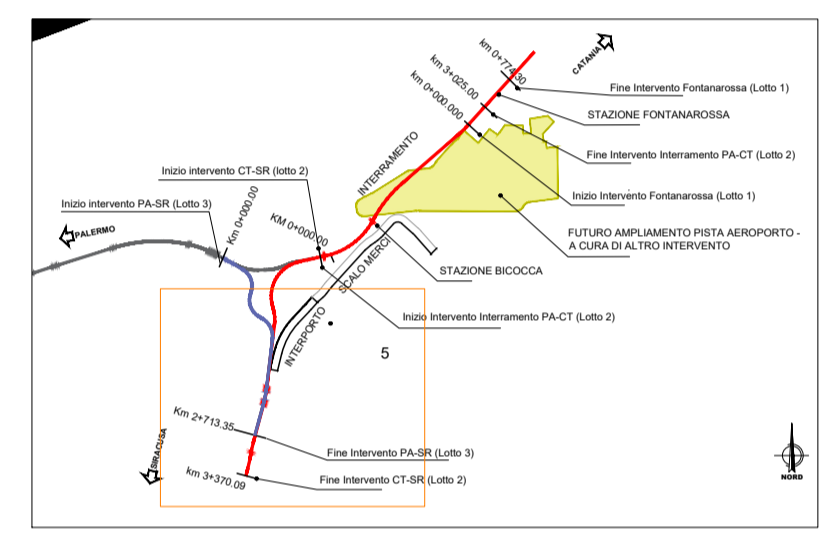 CATANIA
km 0+774.30
km 3+025.00
km 0+000.000
Fine Intervento Fontanarossa (Lotto 1)
STAZIONE FONTANAROSSA
Fine Intervento Interramento PA-CT (Lotto 2)
INTERRAMENTO
Inizio intervento CT-SR (lotto 2)
Inizio intervento PA-SR (Lotto 3)
Inizio Intervento Fontanarossa (Lotto 1)
Km 0+000.00
KM 0+000.00
PALERMO
FUTURO AMPLIAMENTO PISTA AEROPORTO -
A CURA DI ALTRO INTERVENTO
SCALO MERCI
STAZIONE BICOCCA
INTERPORTO
Inizio Intervento Interramento PA-CT (Lotto 2)
5
Km 2+713.35
SIRACUSA
Fine Intervento PA-SR (Lotto 3)
km 3+370.09
Fine Intervento CT-SR (Lotto 2)
NORD